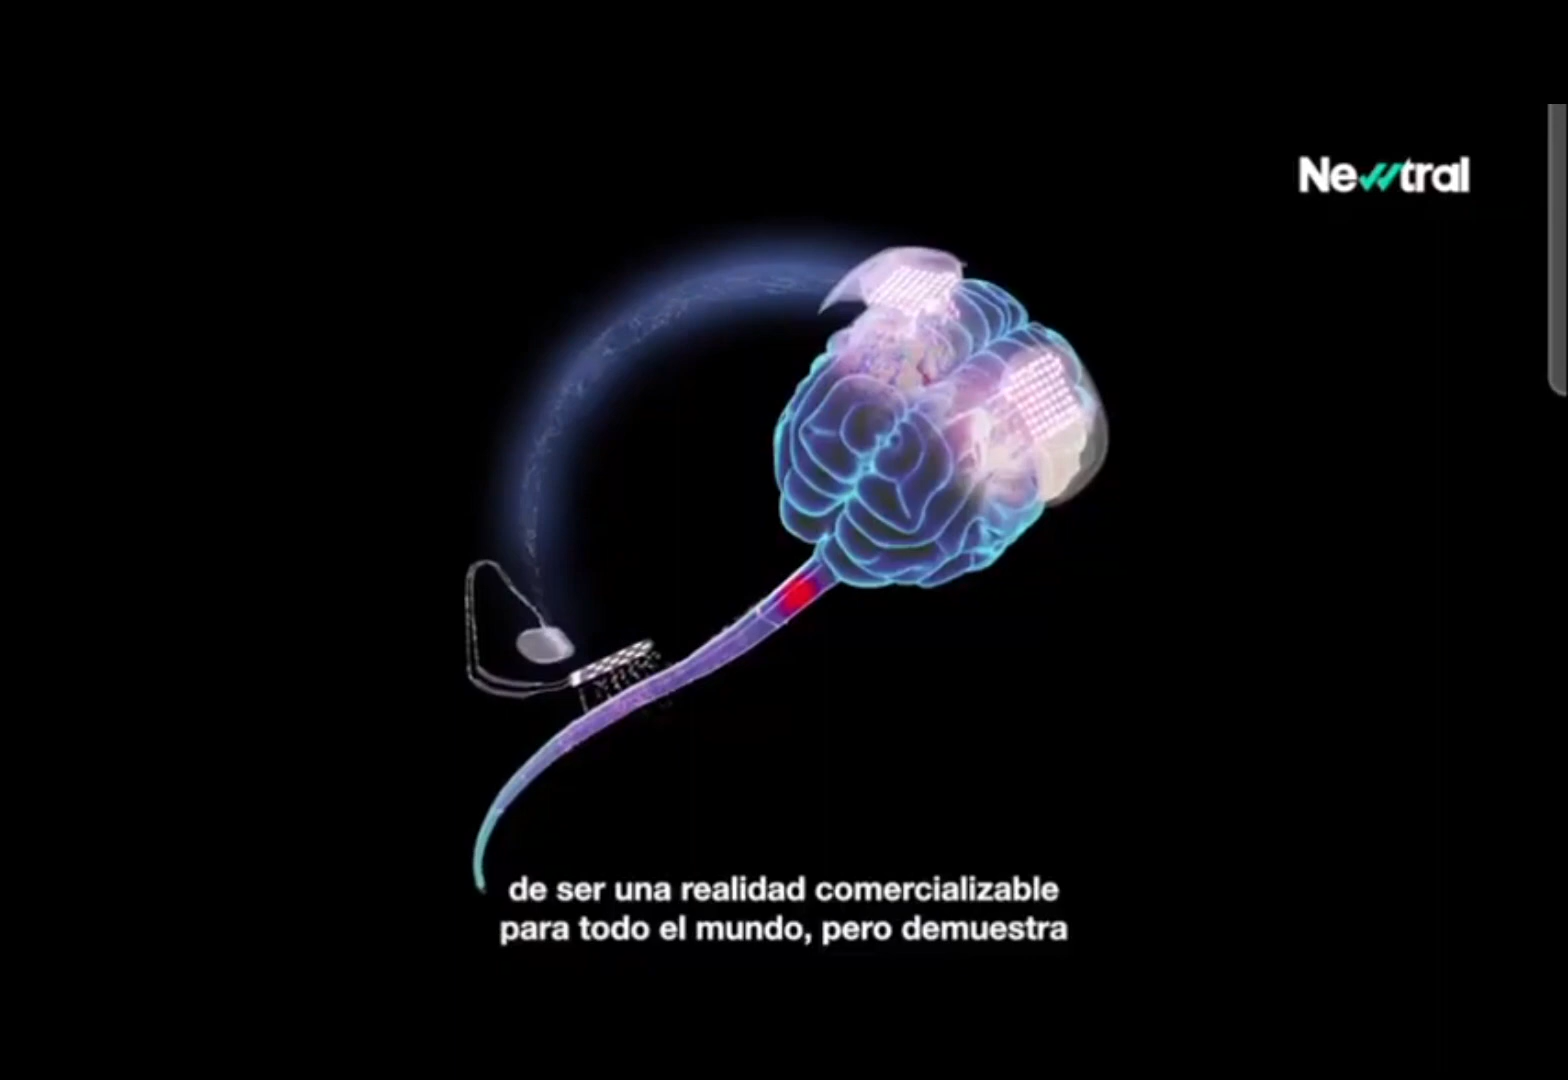 Newtral
de ser una realidad comercializable
para todo el mundo, pero demuestra